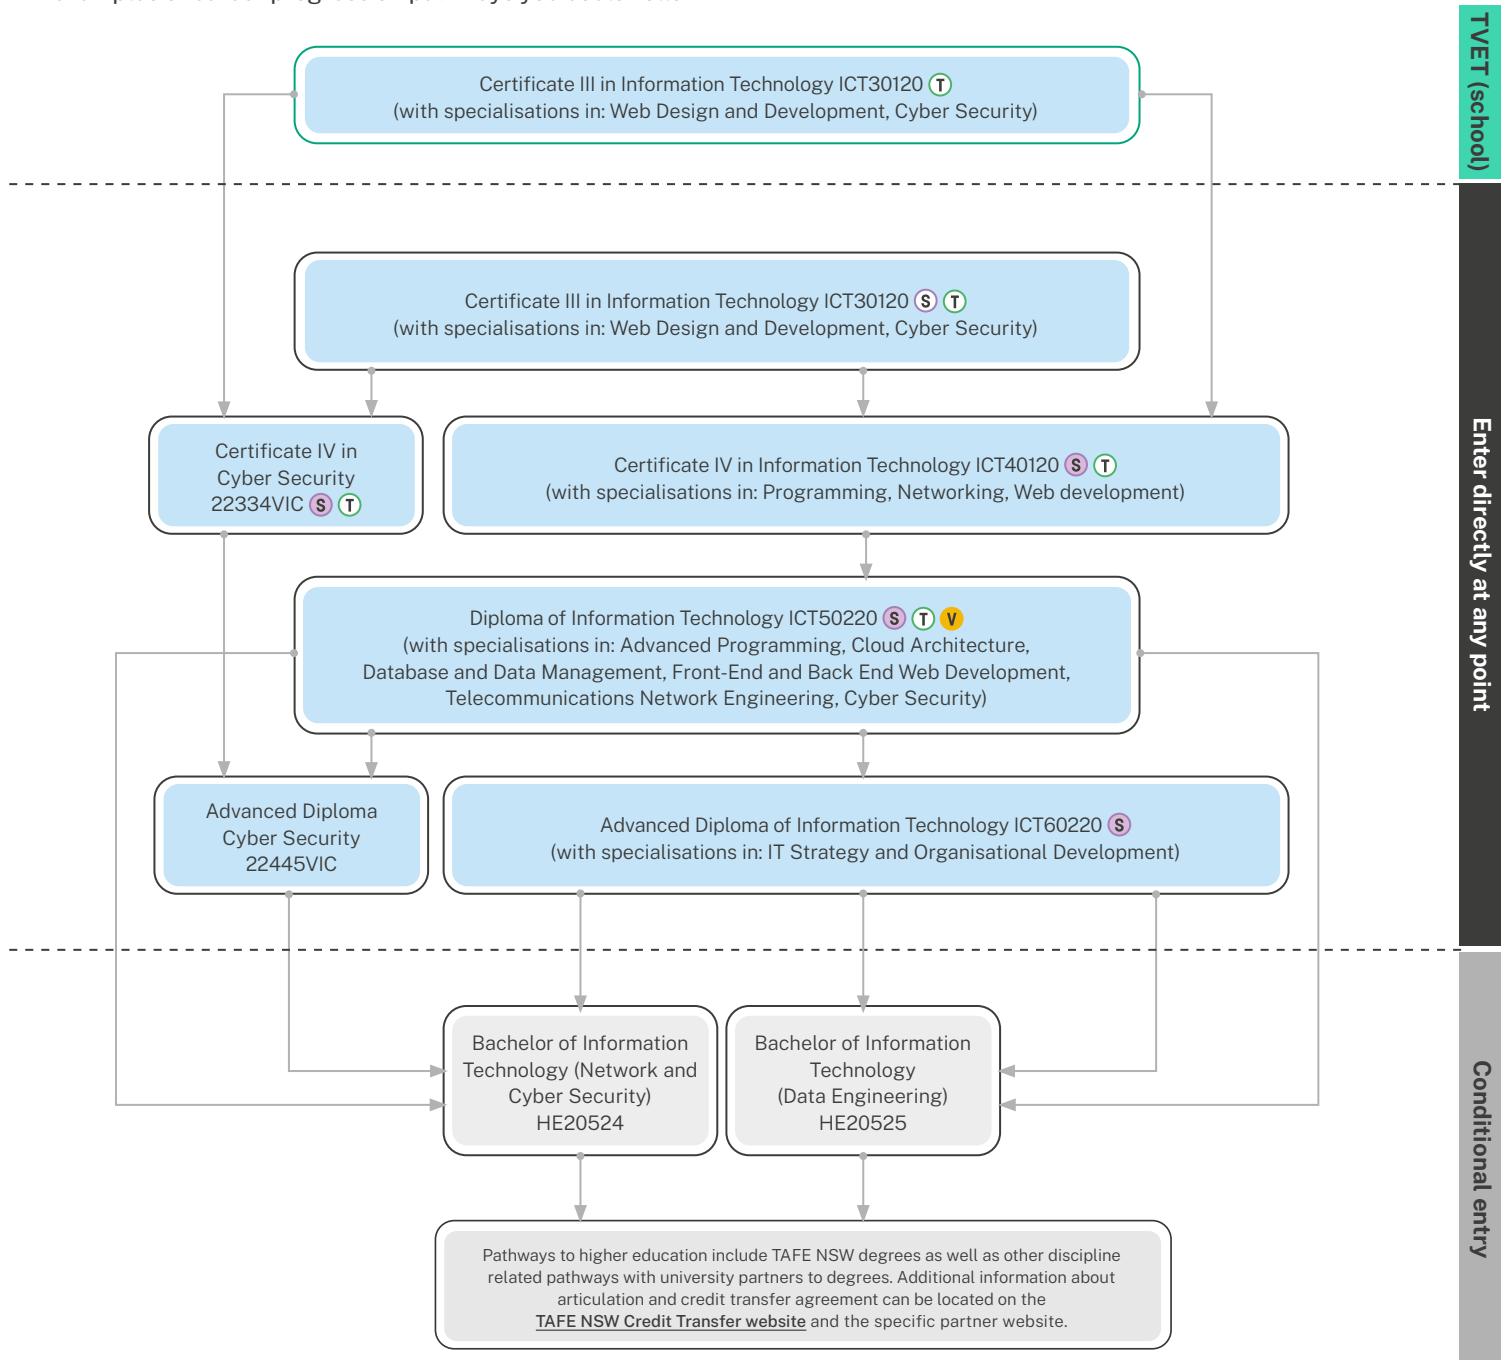 TVET (school)
Certificate III in Information Technology ICT30120 T
(with specialisations in: Web Design and Development, Cyber Security)
Enter directly at any point
Certificate III in Information Technology ICT30120 S T
(with specialisations in: Web Design and Development, Cyber Security)
Certificate IV in
Cyber Security
22334VIC S T
Certificate IV in Information Technology ICT40120 S T
(with specialisations in: Programming, Networking, Web development)
Diploma of Information Technology ICT50220 S T V
(with specialisations in: Advanced Programming, Cloud Architecture,
Database and Data Management, Front-End and Back End Web Development,
Telecommunications Network Engineering, Cyber Security)
Advanced Diploma
Cyber Security
22445VIC
Advanced Diploma of Information Technology ICT60220 S
(with specialisations in: IT Strategy and Organisational Development)
Conditional entry
Bachelor of Information
Technology (Network and
Cyber Security)
HE20524
Bachelor of Information
Technology
(Data Engineering)
HE20525
Pathways to higher education include TAFE NSW degrees as well as other discipline
related pathways with university partners to degrees. Additional information about
articulation and credit transfer agreement can be located on the
TAFE NSW Credit Transfer website and the specific partner website.